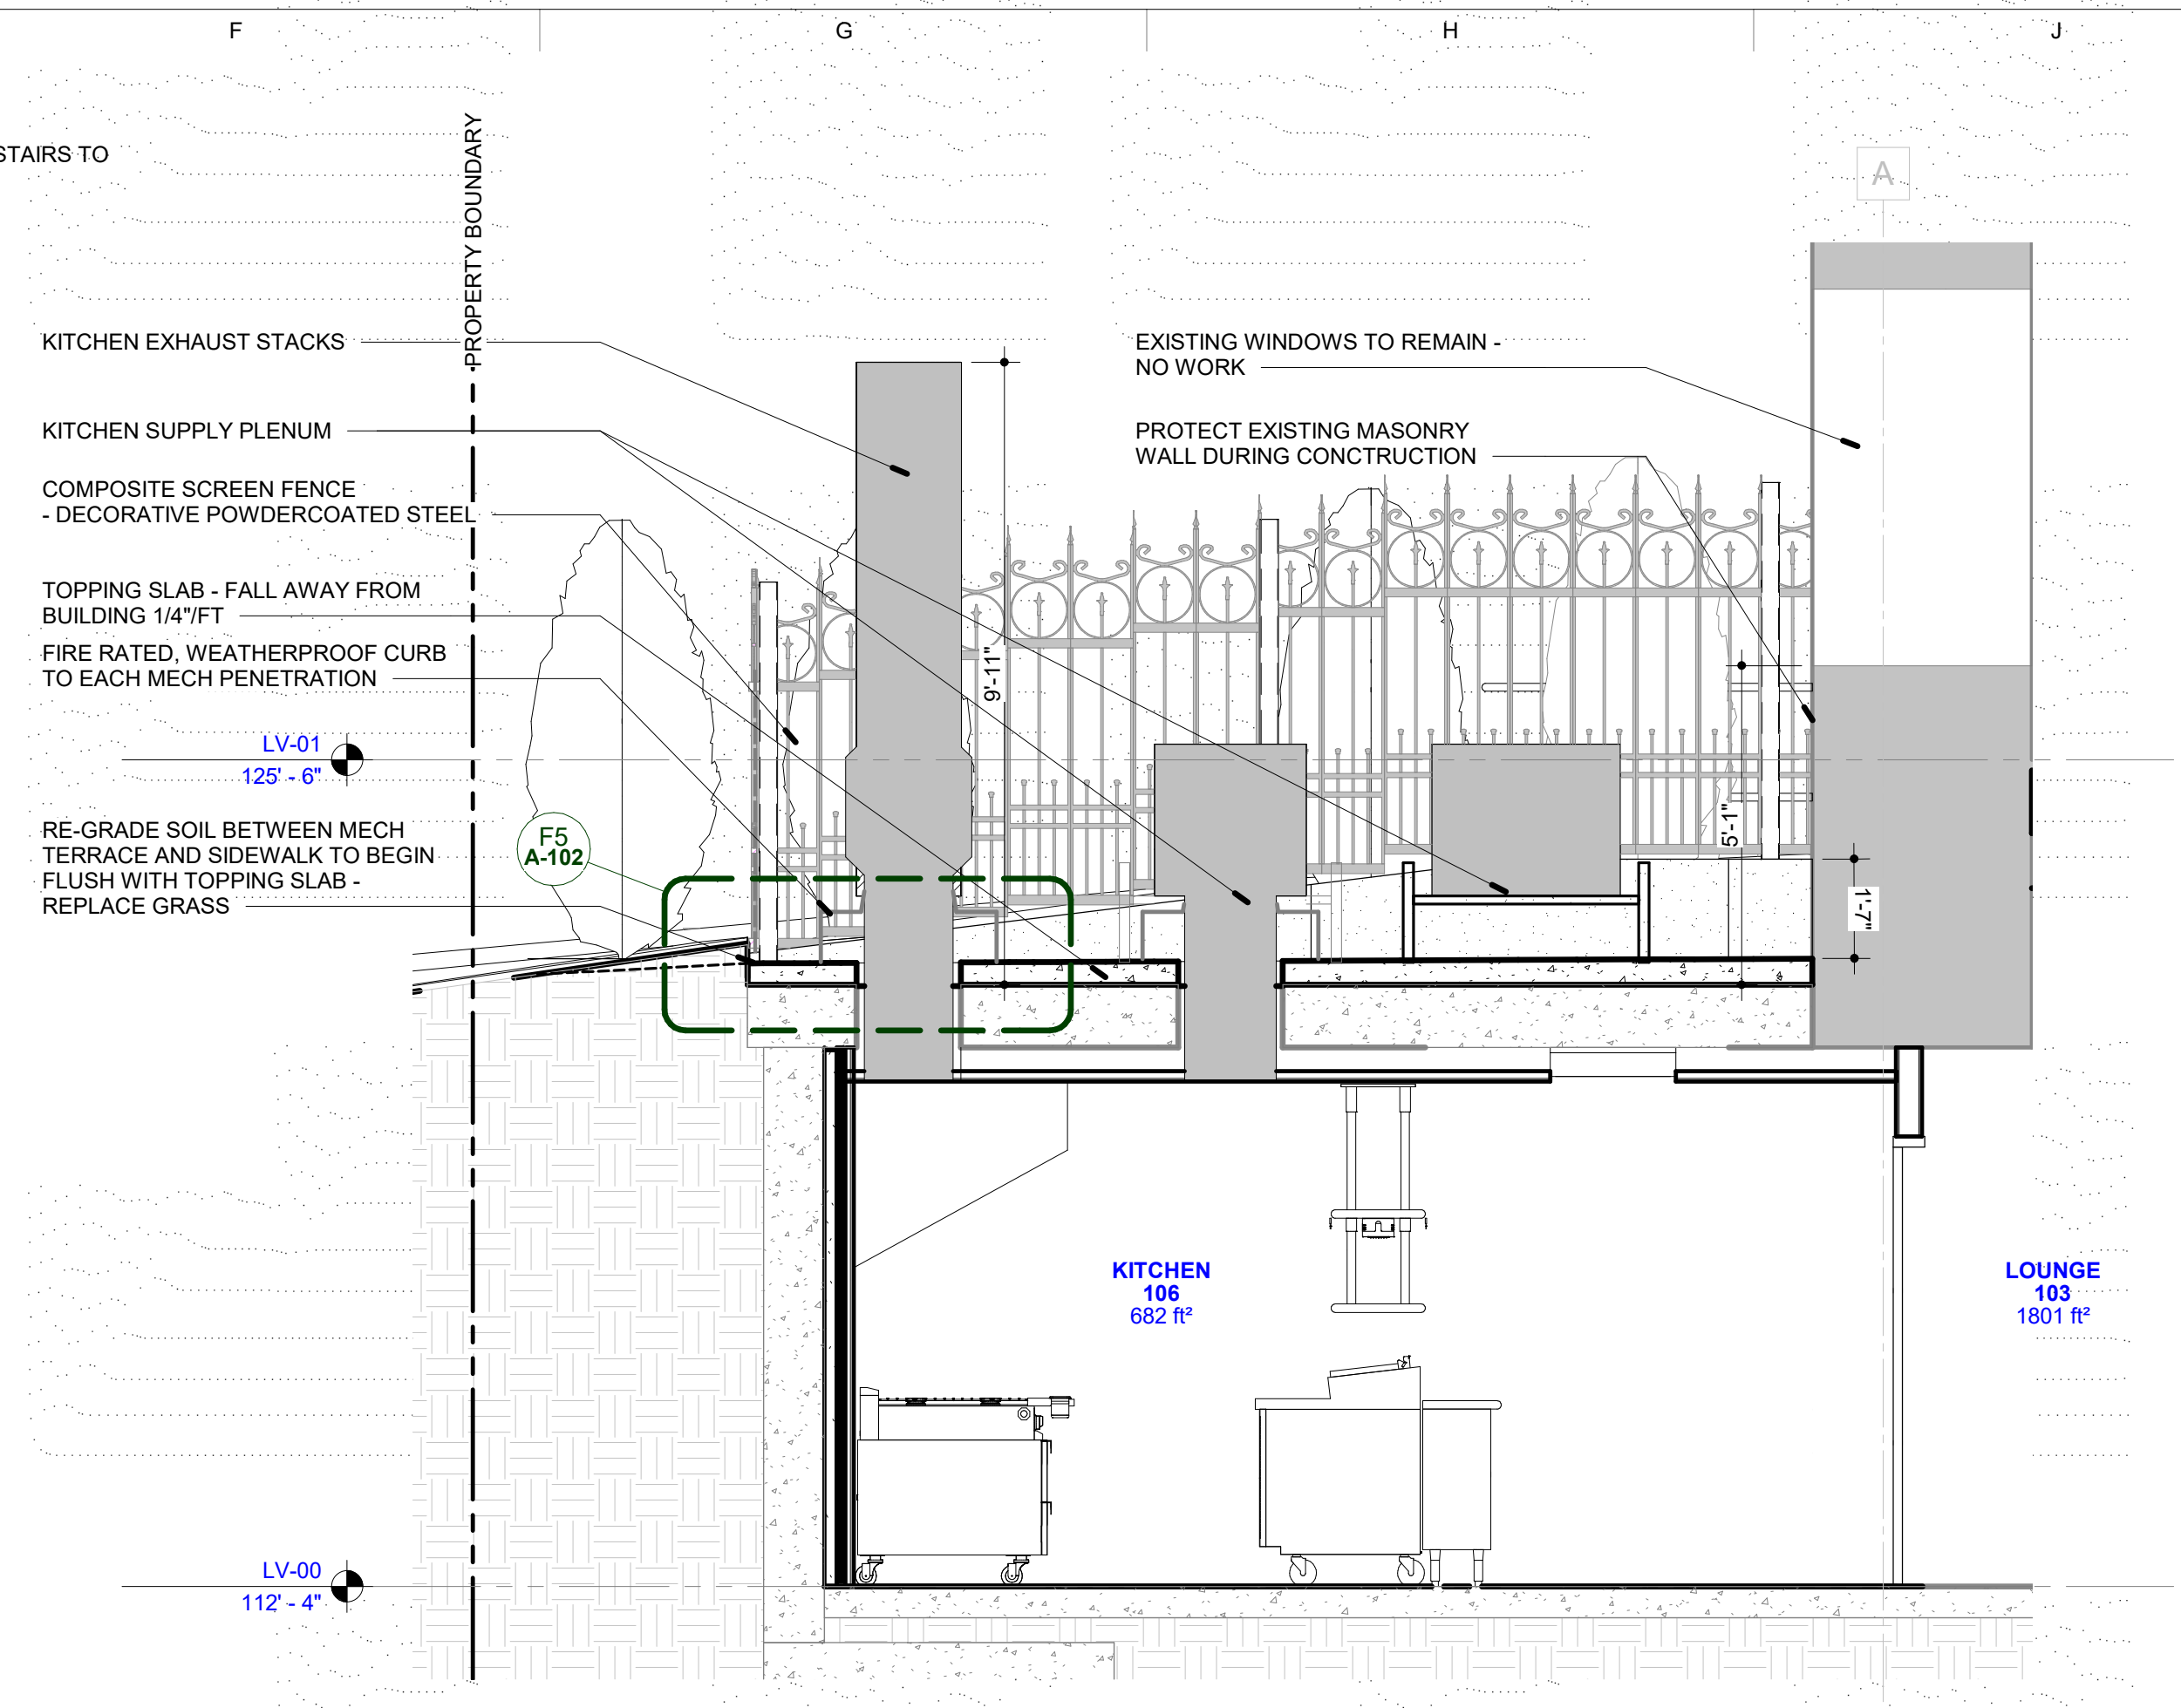 F
G
H
J
STAIRS TO
PROPERTY BOUNDARY
A
KITCHEN EXHAUST STACKS
KITCHEN SUPPLY PLENUM
COMPOSITE SCREEN FENCE
- DECORATIVE POWDERCOATED STEEL
TOPPING SLAB - FALL AWAY FROM
BUILDING 1/4"/FT
FIRE RATED, WEATHERPROOF CURB
TO EACH MECH PENETRATION
LV-01
125' - 6"
RE-GRADE SOIL BETWEEN MECH
TERRACE AND SIDEWALK TO BEGIN
FLUSH WITH TOPPING SLAB -
REPLACE GRASS
F5
A-102
EXISTING WINDOWS TO REMAIN -
NO WORK
PROTECT EXISTING MASONRY
WALL DURING CONCTRUCTION
9'-11"
5'-1"
1'-7"
KITCHEN
106
682 ft²
LOUNGE
103
1801 ft²
LV-00
112' - 4"